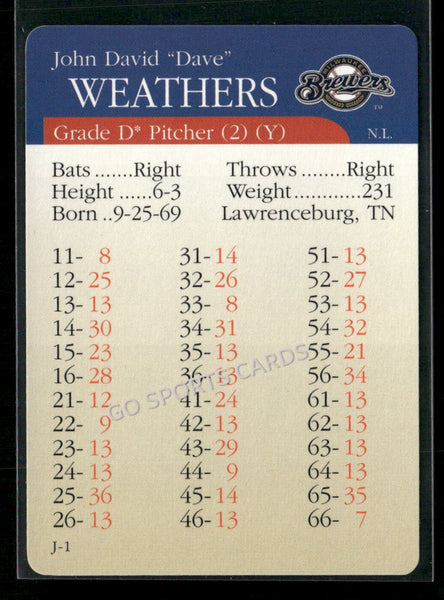 John David "Dave"
WEATHERS
MILWAUKEE
Brewers
TM
Grade D* Pitcher (2) (Y) N.L.
Bats .......Right Throws .......Right
Height .......6-3 Weight............231
Born ..9-25-69 Lawrenceburg, TN
11- 8 31-14 51-13
12-25 32-26 52-27
13-13 33- 8 53-13
14-30 34-31 54-32
15-23 35-13 55-21
16-28 36-13 56-34
21-12 41-24 61-13
22- 9 42-13 62-13
23-13 43-29 63-13
24-13 44- 9 64-13
25-36 45-14 65-35
26-13 46-13 66- 7
J-1
GO SPORTS CARDS